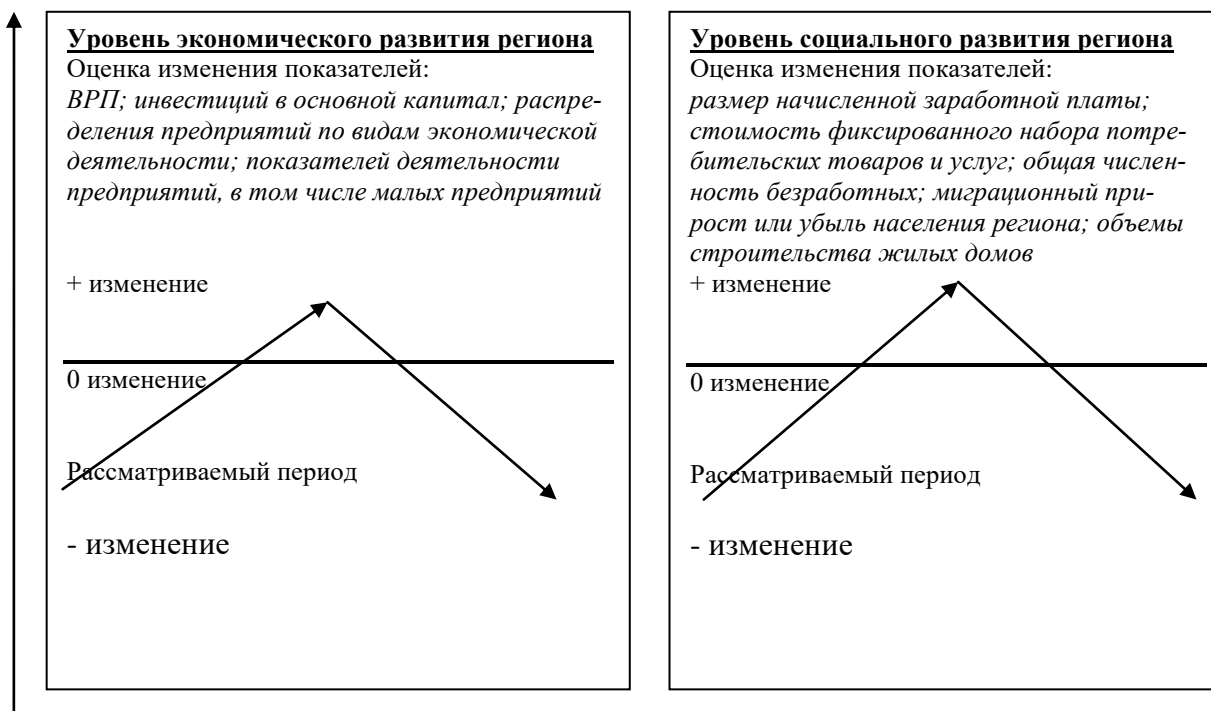 Уровень экономического развития региона
Оценка изменения показателей:
ВРП; инвестиций в основной капитал; распре-
деления предприятий по видам экономической
деятельности; показателей деятельности
предприятий, в том числе малых предприятий
+ изменение
0 изменение
Рассматриваемый период
- изменение
Уровень социального развития региона
Оценка изменения показателей:
размер начисленной заработной платы;
стоимость фиксированного набора потре-
бительских товаров и услуг; общая числен-
ность безработных; миграционный при-
рост или убыль населения региона; объемы
строительства жилых домов
+ изменение
0 изменение
Рассматриваемый период
- изменение